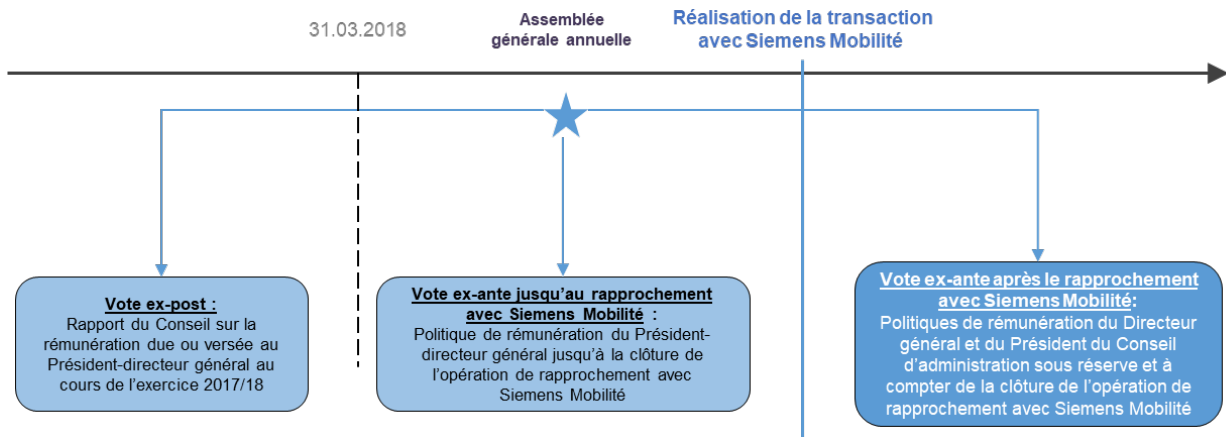 31.03.2018
Assemblée
générale annuelle
Réalisation de la transaction
avec Siemens Mobilité
Vote ex-post :
Rapport du Conseil sur la
rémunération due ou versée au
Président-directeur général au
cours de l'exercice 2017/18
Vote ex-ante jusqu'au rapprochement
avec Siemens Mobilité :
Politique de rémunération du Président-
directeur général jusqu'à la clôture de
l'opération de rapprochement avec
Siemens Mobilité
Vote ex-ante après le rapprochement
avec Siemens Mobilité:
Politiques de rémunération du Directeur
général et du Président du Conseil
d'administration sous réserve et à
compter de la clôture de l'opération de
rapprochement avec Siemens Mobilité